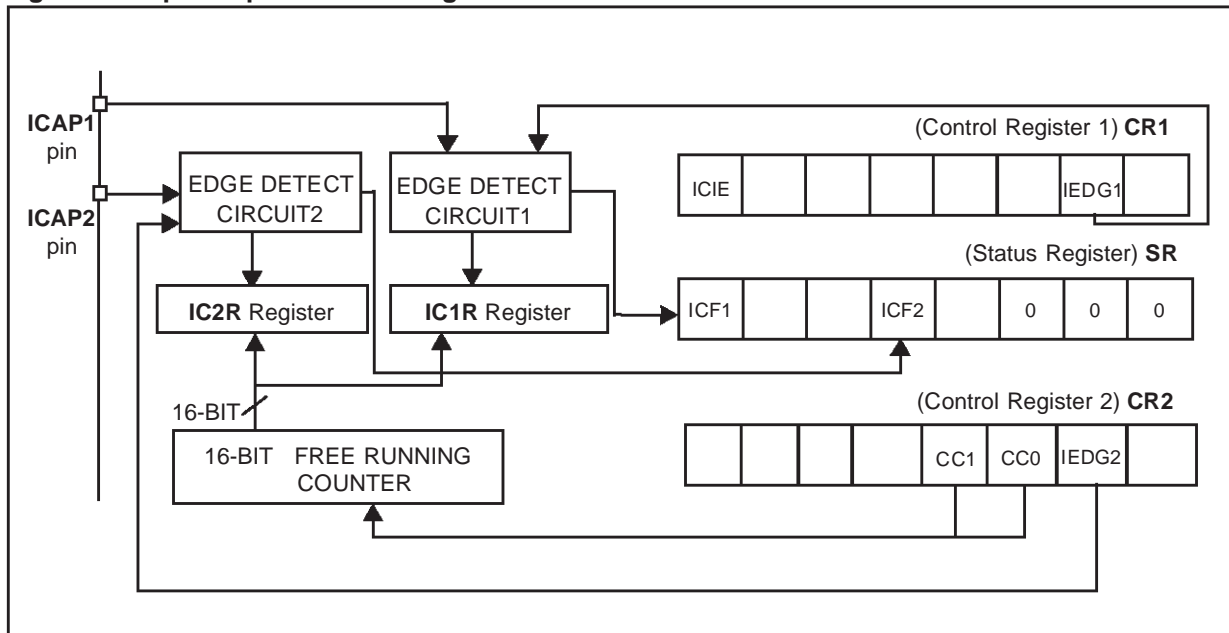 ICAP1
pin
ICAP2
pin
EDGE DETECT
CIRCUIT2
EDGE DETECT
CIRCUIT1
IC2R Register
IC1R Register
16-BIT
16-BIT FREE RUNNING
COUNTER
(Control Register 1) CR1
ICIE IEDG1
(Status Register) SR
ICF1 ICF2 0 0 0
(Control Register 2) CR2
CC1 CC0 IEDG2